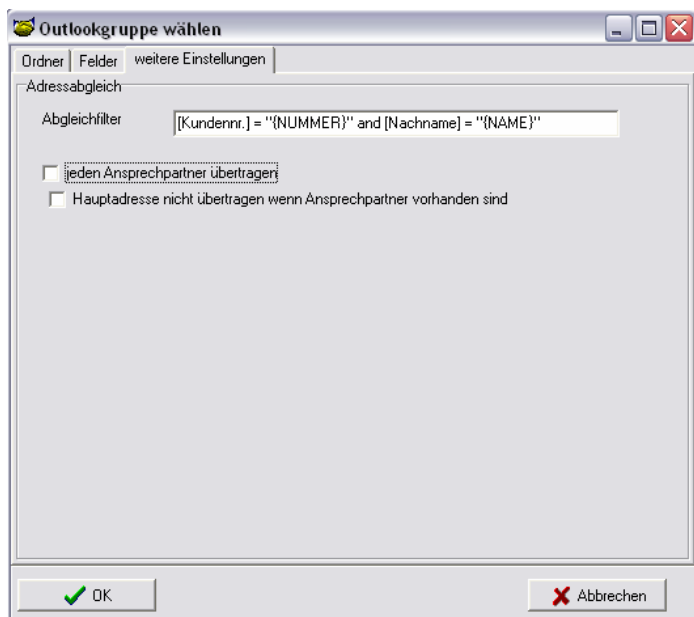 Outlookgruppe wählen
Ordner Felder weitere Einstellungen
Adressabgleich
Abgleichfilter [Kundennr.] = "{NUMMER}" and [Nachname] = "{NAME}"
jeden Ansprechpartner übertragen
Hauptadresse nicht übertragen wenn Ansprechpartner vorhanden sind
OK Abbrechen